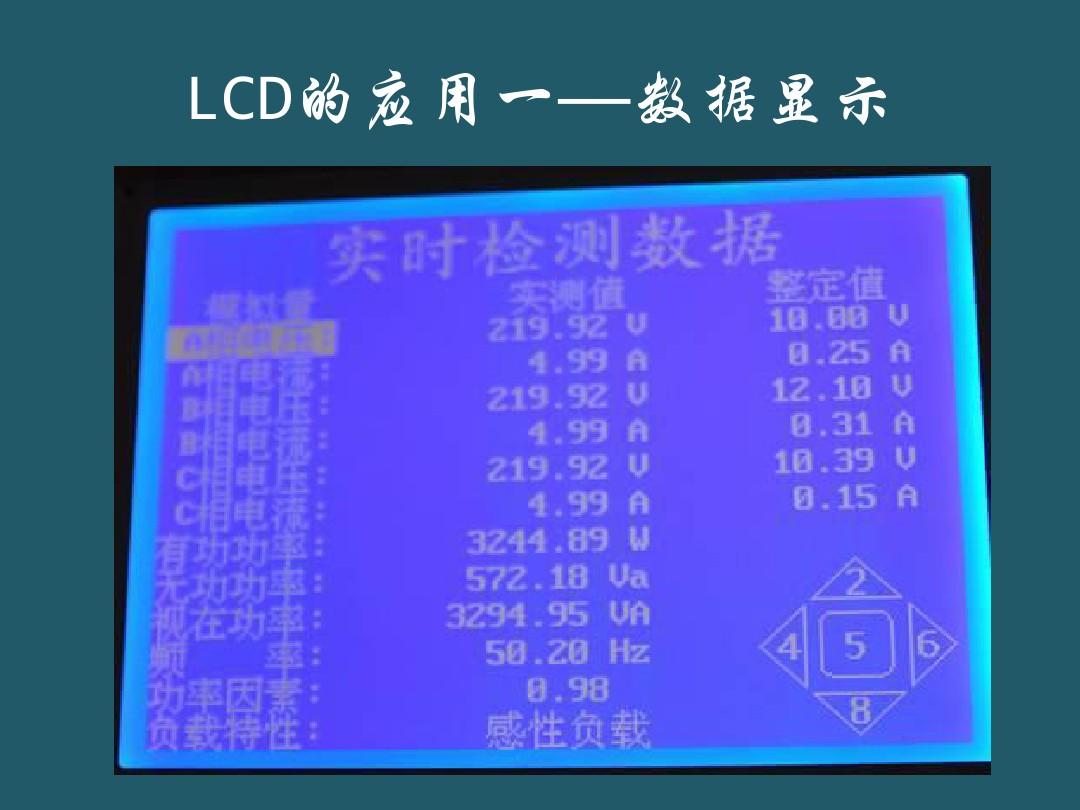 LCD的应用一——数据显示
实时检测数据
模拟量 实测值 整定值
A相电压: 219.92 V 10.00 V
A相电流: 4.99 A 0.25 A
B相电压: 219.92 V 12.10 V
B相电流: 4.99 A 0.31 A
C相电压: 219.92 V 10.39 V
C相电流: 4.99 A 0.15 A
有功功率: 3244.89 W
无功功率: 572.18 Va
视在功率: 3294.95 VA
频 率: 50.20 Hz
功率因素: 0.98
负载特性: 感性负载
2
4 5 6
8